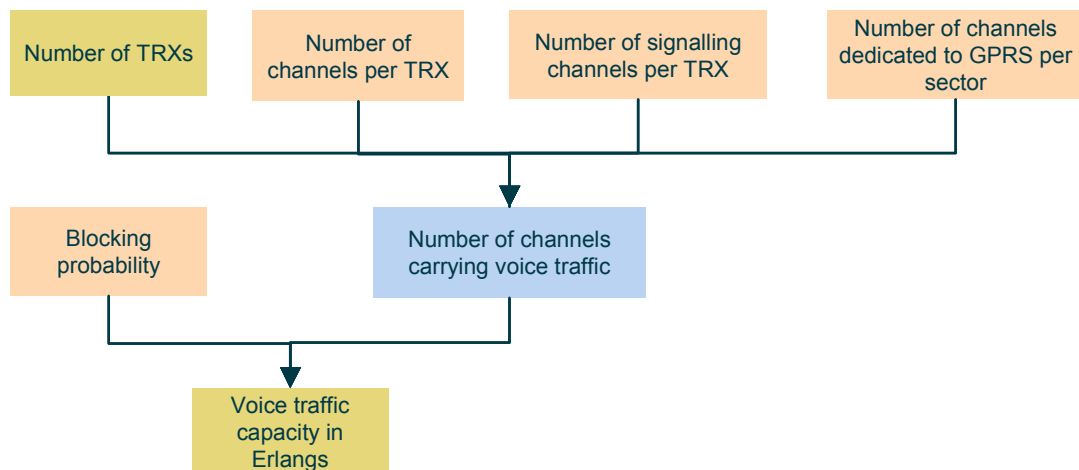 Number of TRXs
Number of
channels per TRX
Number of signalling
channels per TRX
Number of channels
dedicated to GPRS per
sector
Blocking
probability
Number of channels
carrying voice traffic
Voice traffic
capacity in
Erlangs